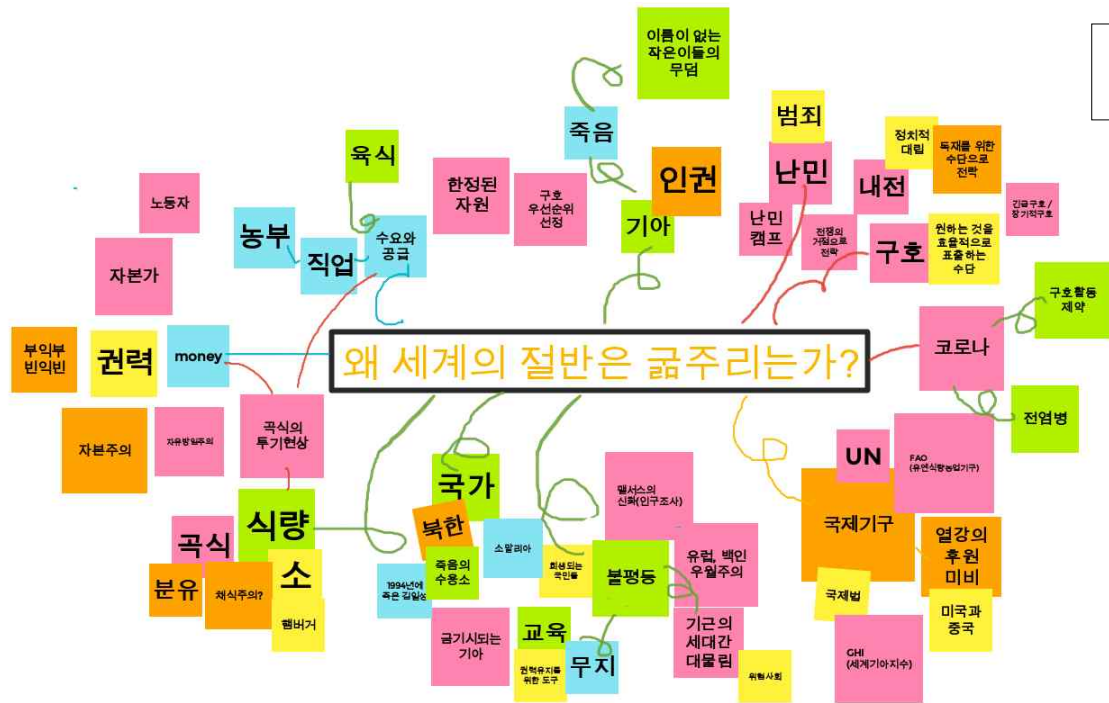 이름이 없는
작은이들의
무덤
죽음
범죄
정치적
대립
독재를 위한
수단으로
전락
육식
한정된
자원
구호
우선순위
선정
인권
기아
난민
내전
긴급구호 /
장기적구호
노동자
농부
직업
수요와
공급
난민
캠프
전쟁의
거점으로
전락
구호
원하는 것을
효율적으로
표출하는
수단
자본가
구호활동
제약
부익부
빈익빈
권력
money
왜 세계의 절반은 굶주리는가?
코로나
전염병
자본주의
자유방임주의
곡식의
투기현상
UN
FAO
(유엔식량농업기구)
국가
맬서스의
신화(인구조사)
국제기구
식량
북한
곡식
소말리아
희생되는
국민들
불평등
유럽, 백인
우월주의
열강의
후원
미비
죽음의
수용소
분유
채식주의?
소
햄버거
1994년에
죽은 김일성
국제법
미국과
중국
금기시되는
기아
교육
기근의
세대간
대물림
GHI
(세계기아지수)
권력유지를
위한 도구
무지
위험사회